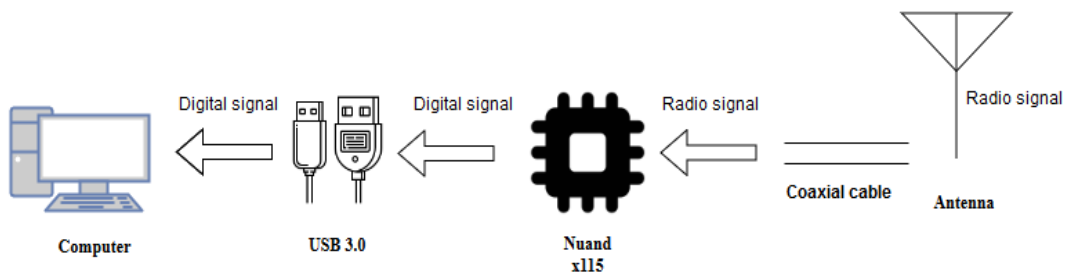 Digital signal
Digital signal
Radio signal
Radio signal
Coaxial cable
Antenna
Computer
USB 3.0
Nuand
x115